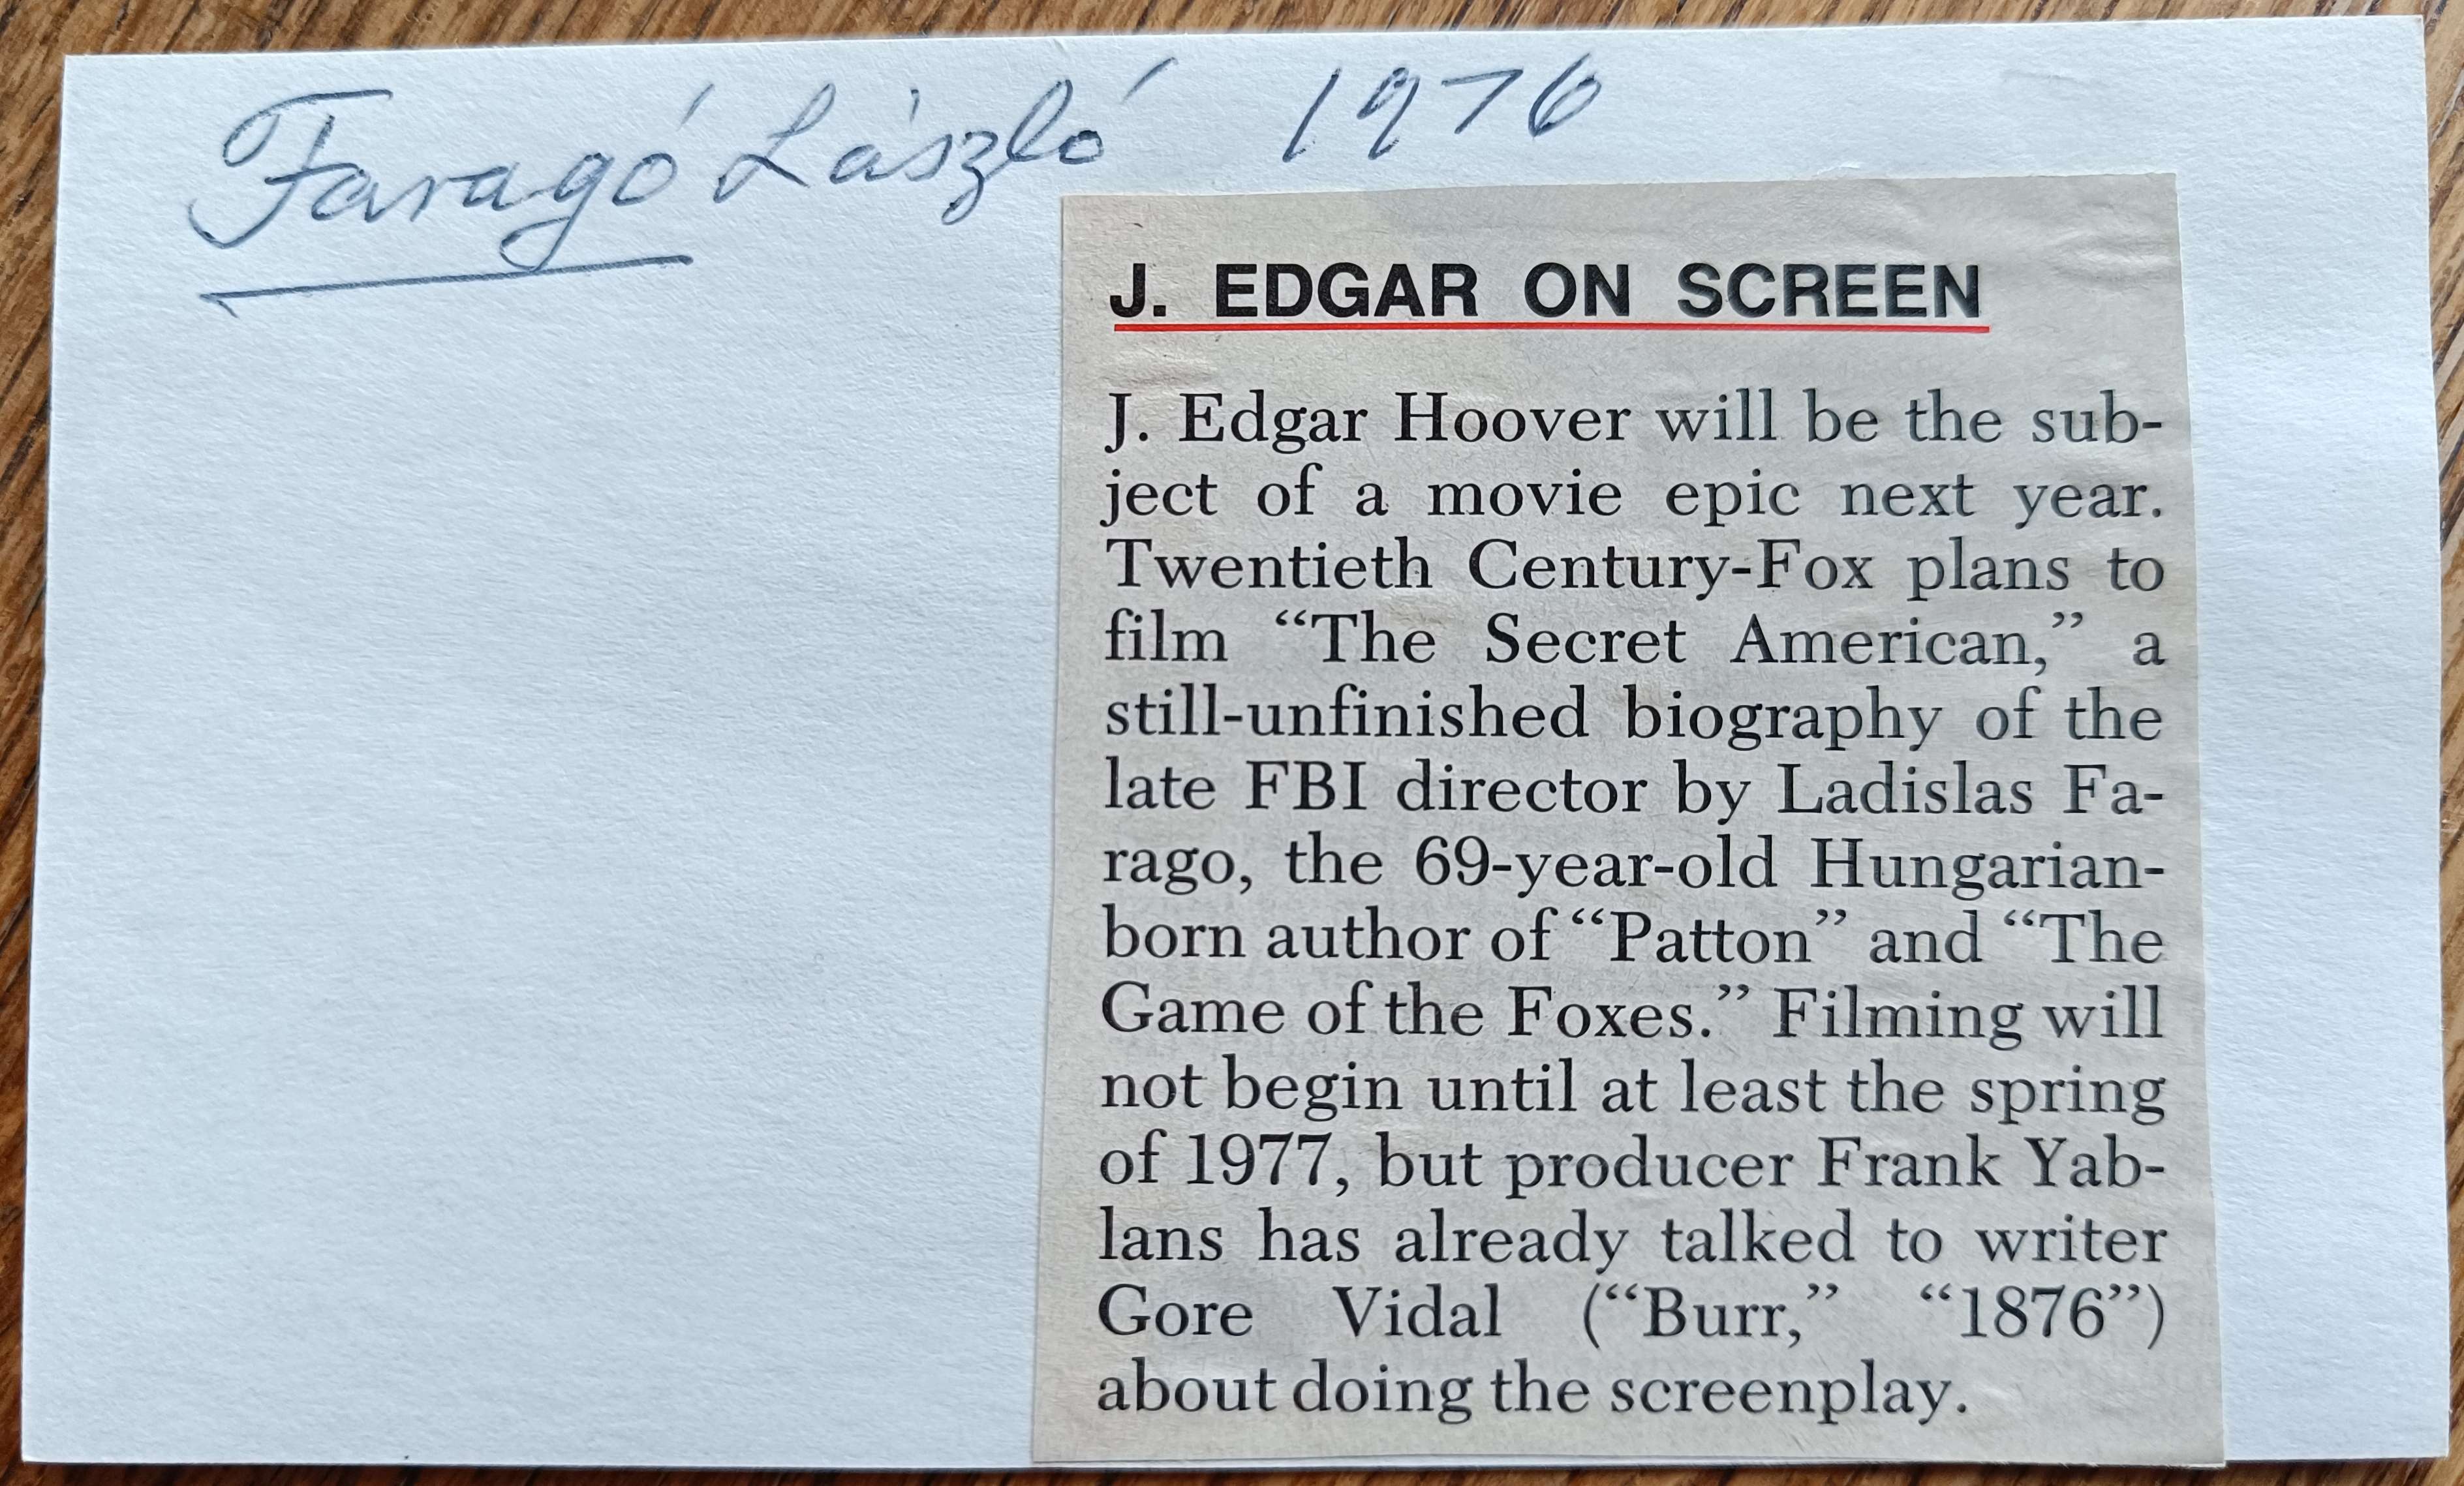 Faragó László 1976
J. EDGAR ON SCREEN
J. Edgar Hoover will be the sub-
ject of a movie epic next year.
Twentieth Century-Fox plans to
film “The Secret American,” a
still-unfinished biography of the
late FBI director by Ladislas Fa-
rago, the 69-year-old Hungarian-
born author of “Patton” and “The
Game of the Foxes.” Filming will
not begin until at least the spring
of 1977, but producer Frank Yab-
lans has already talked to writer
Gore Vidal (“Burr,” “1876”)
about doing the screenplay.